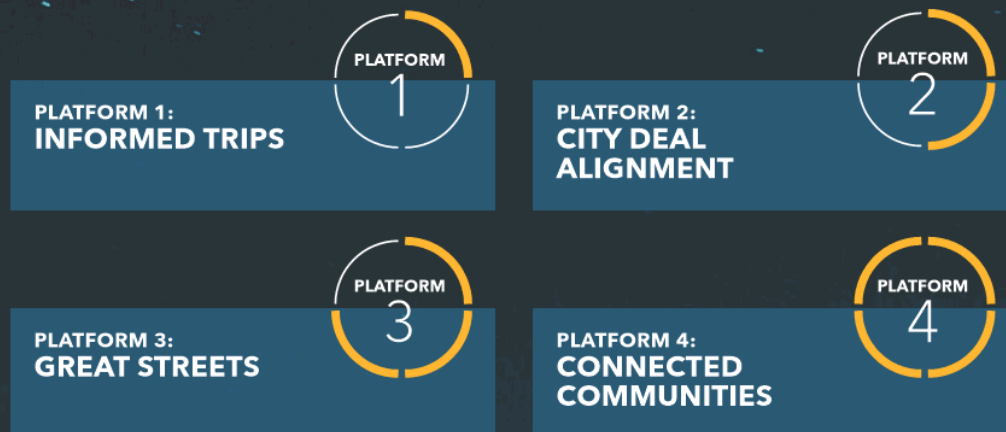 PLATFORM
1
PLATFORM 1:
INFORMED TRIPS
PLATFORM
2
PLATFORM 2:
CITY DEAL
ALIGNMENT
PLATFORM
3
PLATFORM 3:
GREAT STREETS
PLATFORM
4
PLATFORM 4:
CONNECTED
COMMUNITIES